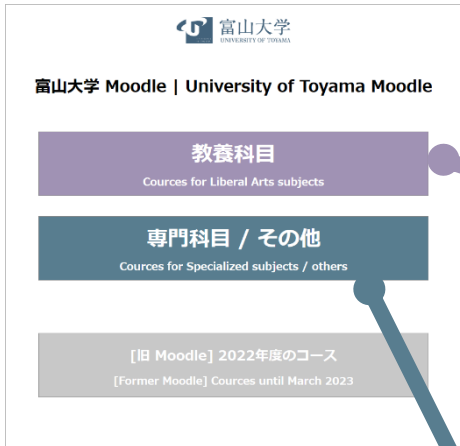 富山大学
UNIVERSITY OF TOYAMA
富山大学 Moodle | University of Toyama Moodle
教養科目
Cources for Liberal Arts subjects
専門科目 / その他
Cources for Specialized subjects / others
[旧 Moodle] 2022年度のコース
[Former Moodle] Cources until March 2023